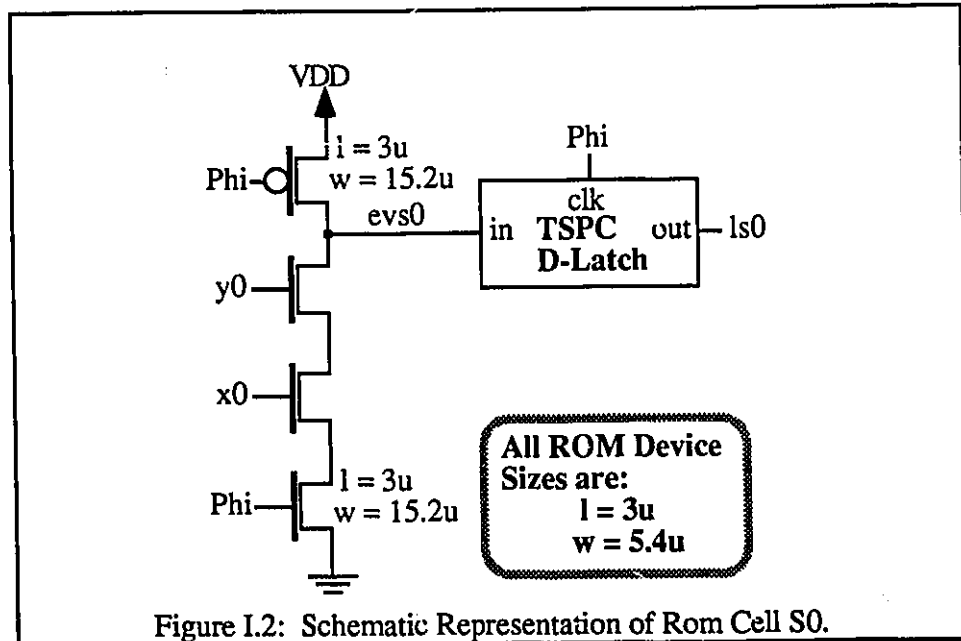 VDD
l = 3u
w = 15.2u
Phi
evs0
Phi
clk
in TSPC out
D-Latch
ls0
y0
x0
Phi
l = 3u
w = 15.2u
All ROM Device
Sizes are:
l = 3u
w = 5.4u
Figure I.2: Schematic Representation of Rom Cell S0.